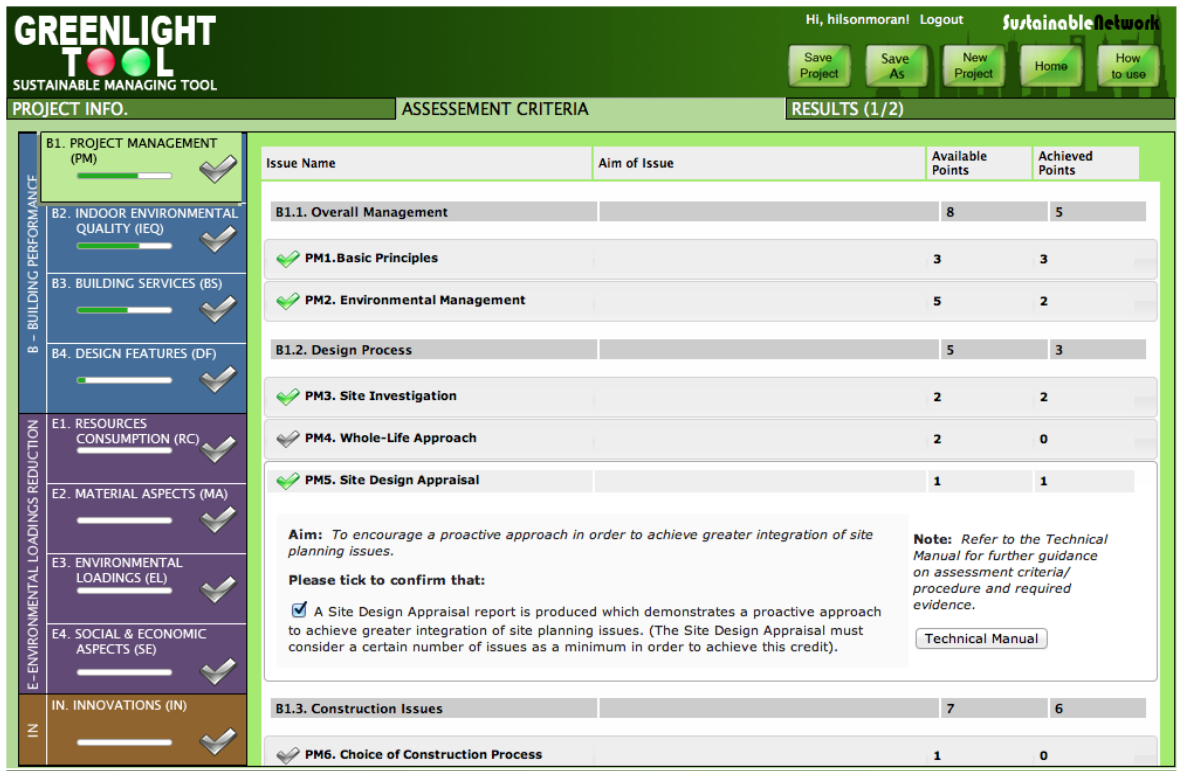 GREENLIGHT
TOOL
SUSTAINABLE MANAGING TOOL
Hi, hilsonmoran! Logout
SustainableNetwork
Save Project
Save As
New Project
Home
How to use
PROJECT INFO.
ASSESSEMENT CRITERIA
RESULTS (1/2)
B – BUILDING PERFORMANCE
B1. PROJECT MANAGEMENT
(PM)
B2. INDOOR ENVIRONMENTAL
QUALITY (IEQ)
B3. BUILDING SERVICES (BS)
B4. DESIGN FEATURES (DF)
E–ENVIRONMENTAL LOADINGS REDUCTION
E1. RESOURCES
CONSUMPTION (RC)
E2. MATERIAL ASPECTS (MA)
E3. ENVIRONMENTAL
LOADINGS (EL)
E4. SOCIAL & ECONOMIC
ASPECTS (SE)
IN
IN. INNOVATIONS (IN)
Issue Name Aim of Issue Available Points Achieved Points
B1.1. Overall Management 8 5
PM1.Basic Principles 3 3
PM2. Environmental Management 5 2
B1.2. Design Process 5 3
PM3. Site Investigation 2 2
PM4. Whole-Life Approach 2 0
PM5. Site Design Appraisal 1 1
Aim: To encourage a proactive approach in order to achieve greater integration of site
planning issues.
Please tick to confirm that:
A Site Design Appraisal report is produced which demonstrates a proactive approach
to achieve greater integration of site planning issues. (The Site Design Appraisal must
consider a certain number of issues as a minimum in order to achieve this credit).
Note: Refer to the Technical
Manual for further guidance
on assessment criteria/
procedure and required
evidence.
Technical Manual
B1.3. Construction Issues 7 6
PM6. Choice of Construction Process 1 0